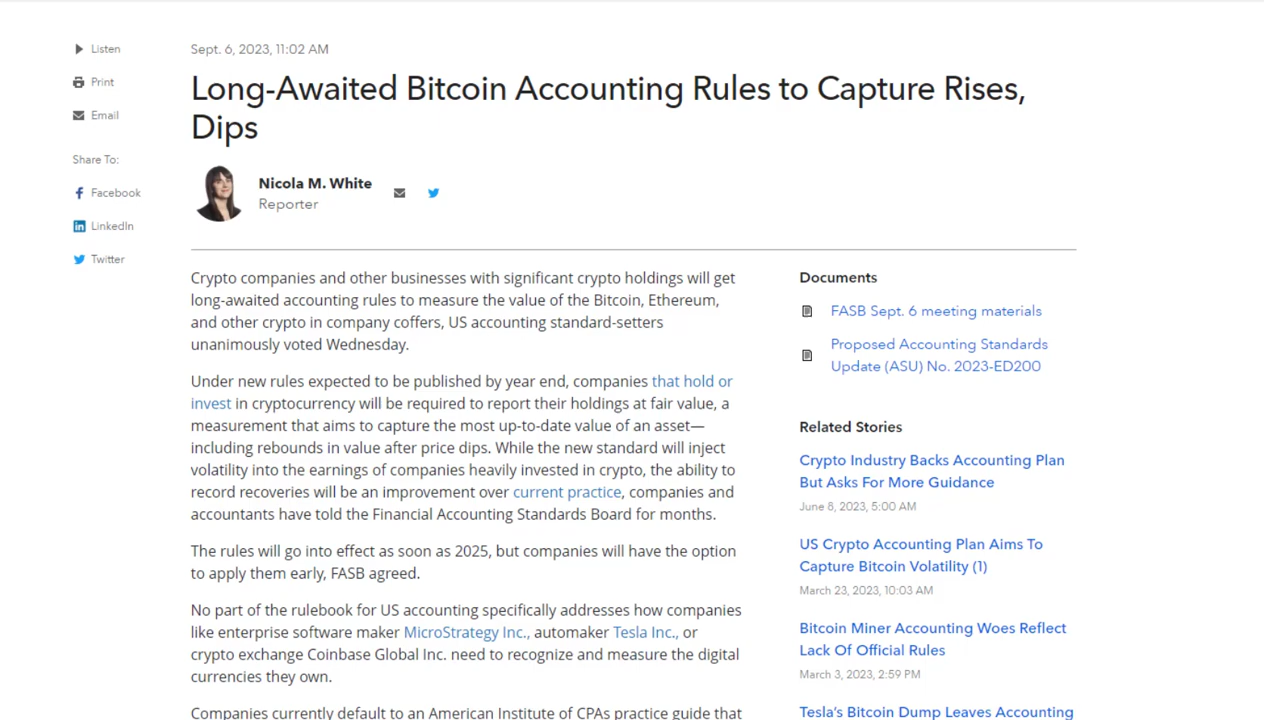 Listen
Print
Email
Share To:
Facebook
LinkedIn
Twitter
Sept. 6, 2023, 11:02 AM
Long-Awaited Bitcoin Accounting Rules to Capture Rises,
Dips
Nicola M. White
Reporter
Crypto companies and other businesses with significant crypto holdings will get
long-awaited accounting rules to measure the value of the Bitcoin, Ethereum,
and other crypto in company coffers, US accounting standard-setters
unanimously voted Wednesday.
Under new rules expected to be published by year end, companies that hold or
invest in cryptocurrency will be required to report their holdings at fair value, a
measurement that aims to capture the most up-to-date value of an asset—
including rebounds in value after price dips. While the new standard will inject
volatility into the earnings of companies heavily invested in crypto, the ability to
record recoveries will be an improvement over current practice, companies and
accountants have told the Financial Accounting Standards Board for months.
The rules will go into effect as soon as 2025, but companies will have the option
to apply them early, FASB agreed.
No part of the rulebook for US accounting specifically addresses how companies
like enterprise software maker MicroStrategy Inc., automaker Tesla Inc., or
crypto exchange Coinbase Global Inc. need to recognize and measure the digital
currencies they own.
Companies currently default to an American Institute of CPAs practice guide that
Documents
FASB Sept. 6 meeting materials
Proposed Accounting Standards
Update (ASU) No. 2023-ED200
Related Stories
Crypto Industry Backs Accounting Plan
But Asks For More Guidance
June 8, 2023, 5:00 AM
US Crypto Accounting Plan Aims To
Capture Bitcoin Volatility (1)
March 23, 2023, 10:03 AM
Bitcoin Miner Accounting Woes Reflect
Lack Of Official Rules
March 3, 2023, 2:59 PM
Tesla's Bitcoin Dump Leaves Accounting